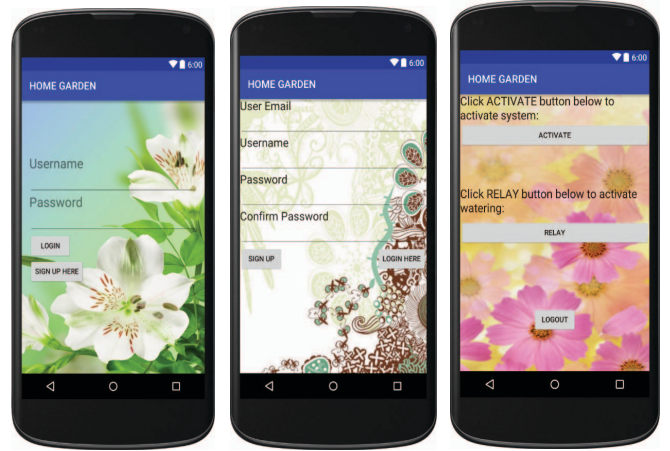 6:00
HOME GARDEN
Username
Password
LOGIN
SIGN UP HERE
6:00
HOME GARDEN
User Email
Username
Password
Confirm Password
SIGN UP LOGIN HERE
6:00
HOME GARDEN
Click ACTIVATE button below to
activate system:
ACTIVATE
Click RELAY button below to activate
watering:
RELAY
LOGOUT